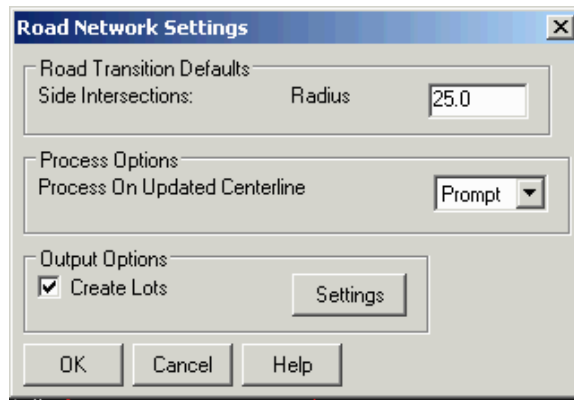 Road Network Settings
Road Transition Defaults
Side Intersections: Radius 25.0
Process Options
Process On Updated Centerline Prompt
Output Options
Create Lots Settings
OK Cancel Help